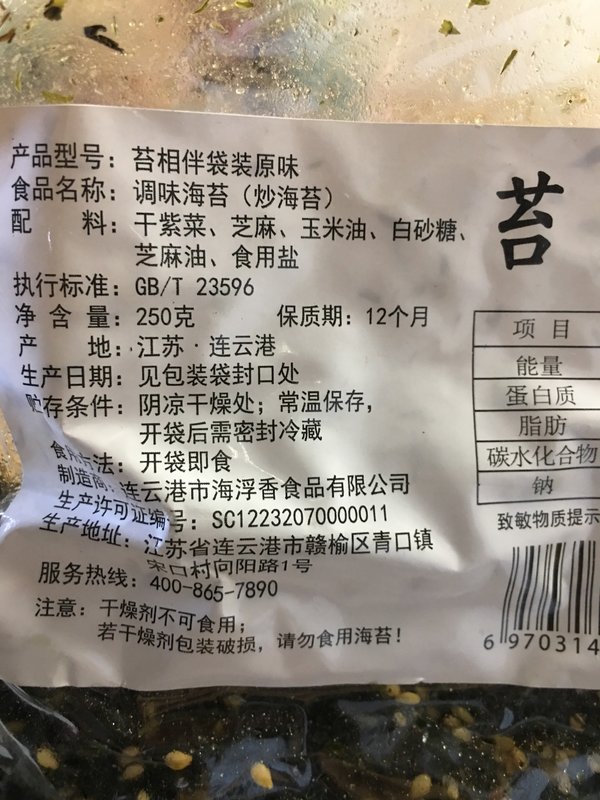 产品型号：苔相伴袋装原味
食品名称：调味海苔（炒海苔）
配　　料：干紫菜、芝麻、玉米油、白砂糖、
芝麻油、食用盐
执行标准：GB/T 23596
净 含 量：250克　保质期：12个月
产　　地：江苏·连云港
生产日期：见包装袋封口处
贮存条件：阴凉干燥处；常温保存，
开袋后需密封冷藏
食用方法：开袋即食
制造商：连云港市海浮香食品有限公司
生产许可证编号：SC12232070000011
生产地址：江苏省连云港市赣榆区青口镇
宋口村向阳路1号
服务热线：400-865-7890
注意：干燥剂不可食用；
若干燥剂包装破损，请勿食用海苔！
苔
项 目
能量
蛋白质
脂肪
碳水化合物
钠
致敏物质提示
6 970314